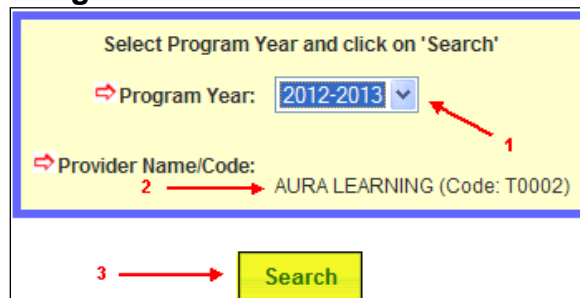 Select Program Year and click on 'Search'
Program Year: 2012-2013
1
Provider Name/Code:
2 AURA LEARNING (Code: T0002)
3 Search